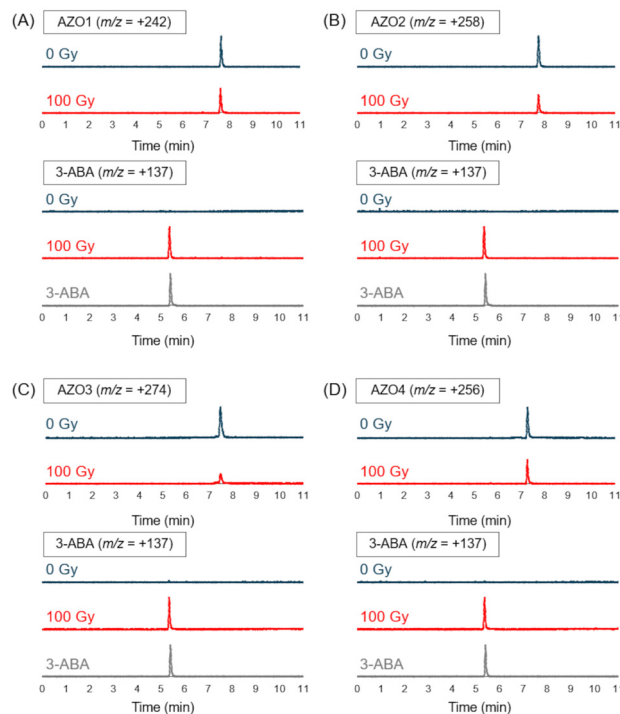 (A)
AZO1 (m/z = +242)
0 Gy
100 Gy
0 1 2 3 4 5 6 7 8 9 10 11
Time (min)
3-ABA (m/z = +137)
0 Gy
100 Gy
3-ABA
0 1 2 3 4 5 6 7 8 9 10 11
Time (min)
(B)
AZO2 (m/z = +258)
0 Gy
100 Gy
0 1 2 3 4 5 6 7 8 9 10 11
Time (min)
3-ABA (m/z = +137)
0 Gy
100 Gy
3-ABA
0 1 2 3 4 5 6 7 8 9 10 11
Time (min)
(C)
AZO3 (m/z = +274)
0 Gy
100 Gy
0 1 2 3 4 5 6 7 8 9 10 11
Time (min)
3-ABA (m/z = +137)
0 Gy
100 Gy
3-ABA
0 1 2 3 4 5 6 7 8 9 10 11
Time (min)
(D)
AZO4 (m/z = +256)
0 Gy
100 Gy
0 1 2 3 4 5 6 7 8 9 10 11
Time (min)
3-ABA (m/z = +137)
0 Gy
100 Gy
3-ABA
0 1 2 3 4 5 6 7 8 9 10 11
Time (min)